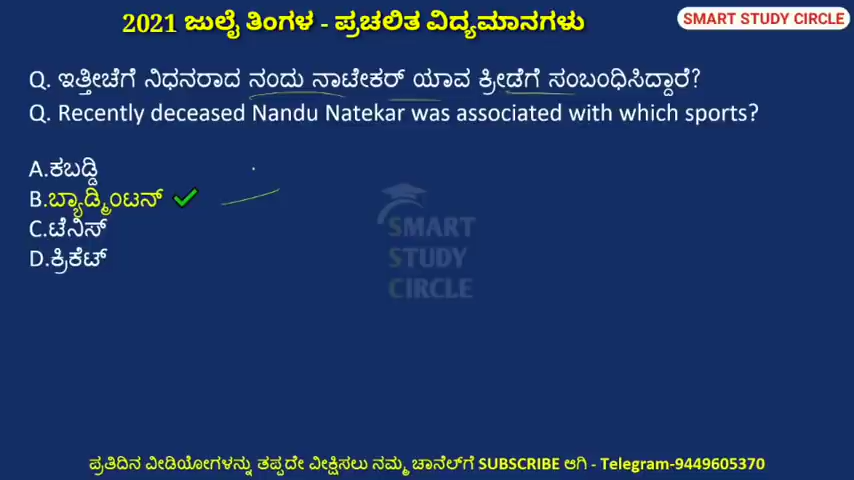 2021 ಜುಲೈ ತಿಂಗಳ - ಪ್ರಚಲಿತ ವಿದ್ಯಮಾನಗಳು
SMART STUDY CIRCLE
Q. ಇತ್ತೀಚೆಗೆ ನಿಧನರಾದ ನಂದು ನಾಟೇಕರ್ ಯಾವ ಕ್ರೀಡೆಗೆ ಸಂಬಂಧಿಸಿದ್ದಾರೆ?
Q. Recently deceased Nandu Natekar was associated with which sports?
A.ಕಬಡ್ಡಿ
B.ಬ್ಯಾಡ್ಮಿಂಟನ್
C.ಟೆನಿಸ್
D.ಕ್ರಿಕೆಟ್
SMART
STUDY
CIRCLE
ಪ್ರತಿದಿನ ವೀಡಿಯೋಗಳನ್ನು ತಪ್ಪದೇ ವೀಕ್ಷಿಸಲು ನಮ್ಮ ಚಾನೆಲ್‌ಗೆ SUBSCRIBE ಆಗಿ - Telegram-9449605370